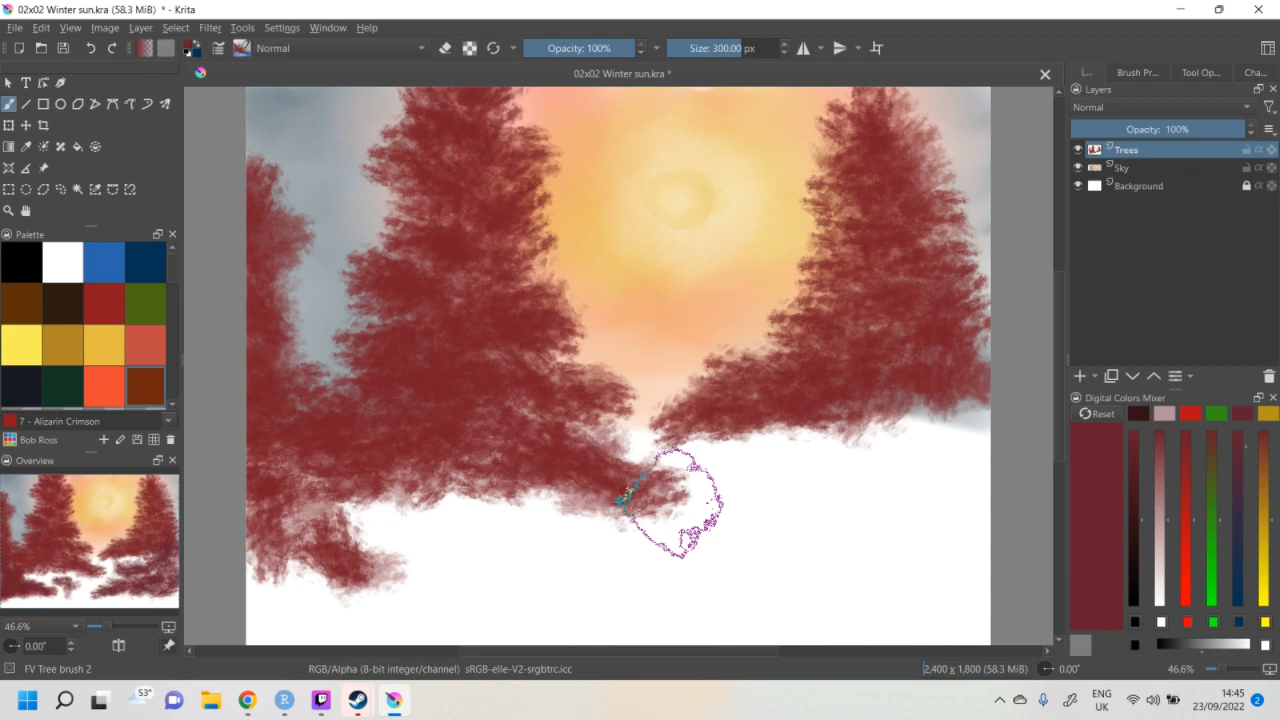 02x02 Winter sun.kra (58.3 MiB) * - Krita
File Edit View Image Layer Select Filter Tools Settings Window Help
Normal Opacity: 100% Size: 300.00 px
02x02 Winter sun.kra *
L... Brush Pr... Tool Op... Cha...
Layers
Normal
Opacity: 100%
Trees
Sky
Background
Palette
7 - Alizarin Crimson
Bob Ross
Overview
Digital Colors Mixer
Reset
46.6%
0.00°
FV Tree brush 2
RGB/Alpha (8-bit integer/channel) sRGB-elle-V2-srgbtrc.icc
2,400 x 1,800 (58.3 MiB)
0.00°
46.6%
53°
R
ENG
UK
14:45
23/09/2022
2